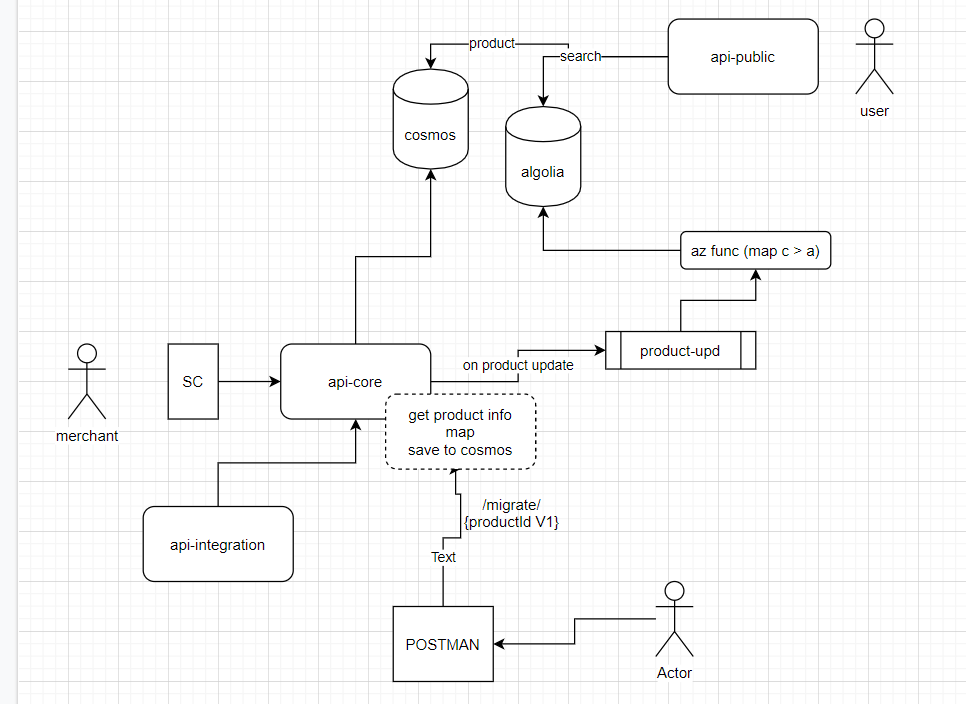 product
search
api-public
user
cosmos
algolia
az func (map c > a)
product-upd
on product update
SC
api-core
merchant
get product info
map
save to cosmos
/migrate/
{productId V1}
api-integration
Text
POSTMAN
Actor